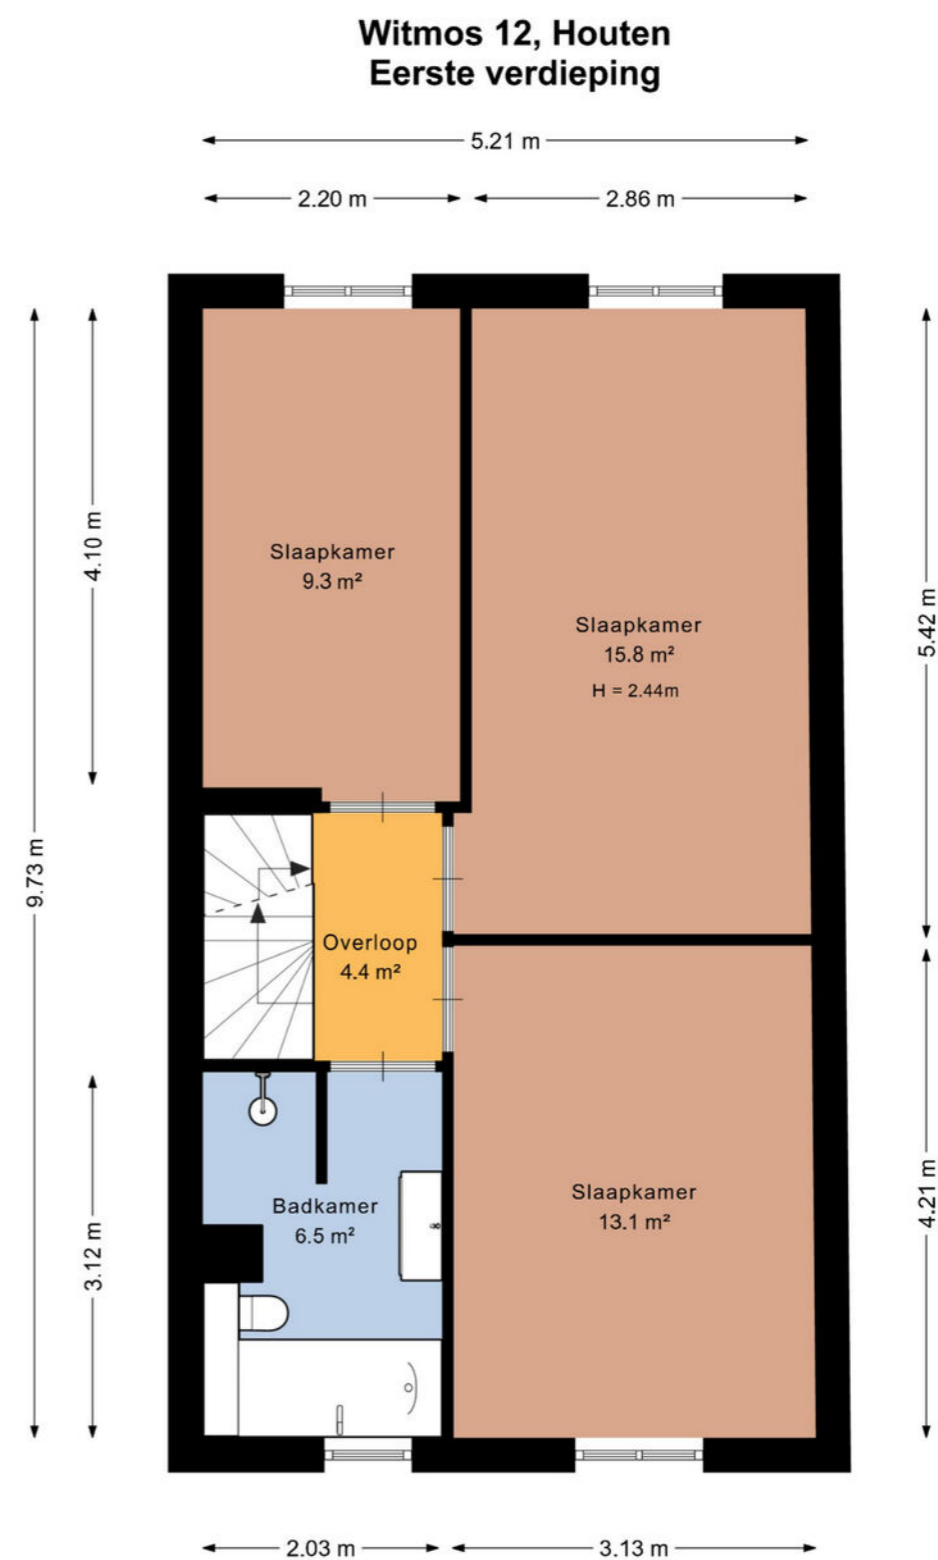 Witmos 12, Houten
Eerste verdieping
5.21 m
2.20 m
2.86 m
4.10 m
9.73 m
5.42 m
Slaapkamer
9.3 m²
Slaapkamer
15.8 m²
H = 2.44m
Overloop
4.4 m²
Badkamer
6.5 m²
Slaapkamer
13.1 m²
3.12 m
4.21 m
2.03 m
3.13 m